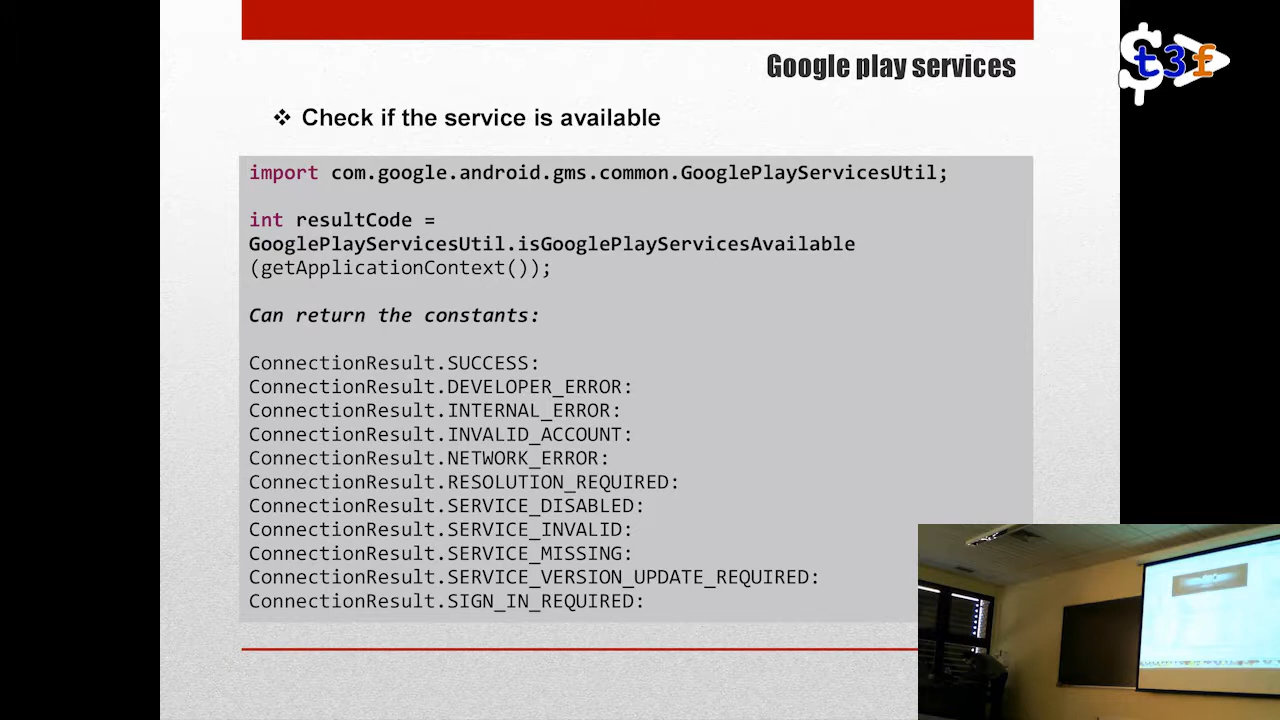 Google play services
t3f
❖ Check if the service is available
import com.google.android.gms.common.GooglePlayServicesUtil;
int resultCode =
GooglePlayServicesUtil.isGooglePlayServicesAvailable
(getApplicationContext());
Can return the constants:
ConnectionResult.SUCCESS:
ConnectionResult.DEVELOPER_ERROR:
ConnectionResult.INTERNAL_ERROR:
ConnectionResult.INVALID_ACCOUNT:
ConnectionResult.NETWORK_ERROR:
ConnectionResult.RESOLUTION_REQUIRED:
ConnectionResult.SERVICE_DISABLED:
ConnectionResult.SERVICE_INVALID:
ConnectionResult.SERVICE_MISSING:
ConnectionResult.SERVICE_VERSION_UPDATE_REQUIRED:
ConnectionResult.SIGN_IN_REQUIRED: